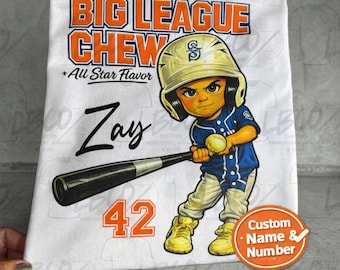 BIG LEAGUE
CHEW
*All Star Flavor
S
Zay
42
Custom
Name &
Number